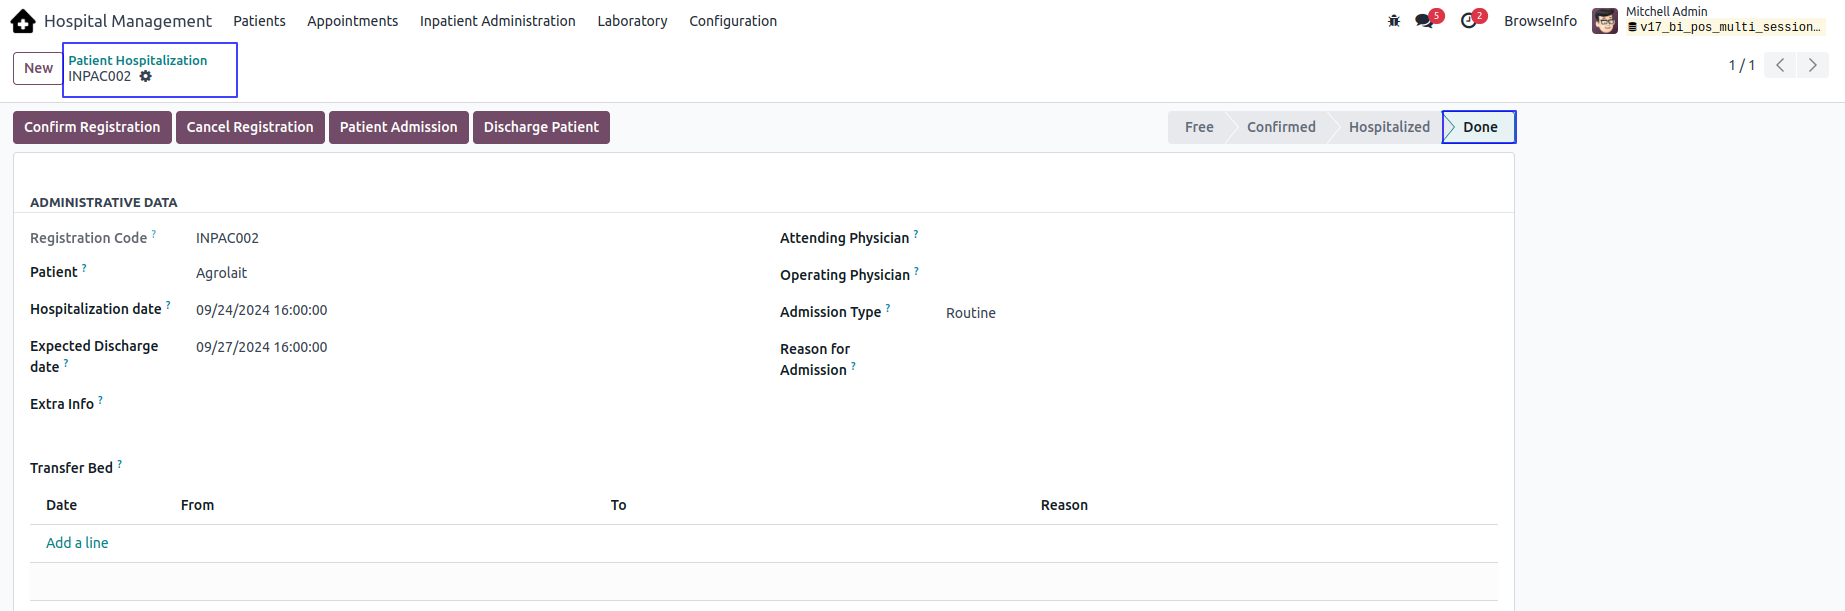 Hospital Management Patients Appointments Inpatient Administration Laboratory Configuration 5 2 BrowseInfo Mitchell Admin
v17_bi_pos_multi_session...
New Patient Hospitalization
INPAC002 1 / 1
Confirm Registration Cancel Registration Patient Admission Discharge Patient Free Confirmed Hospitalized Done
ADMINISTRATIVE DATA
Registration Code ? INPAC002 Attending Physician ?
Patient ? Agrolait Operating Physician ?
Hospitalization date ? 09/24/2024 16:00:00 Admission Type ? Routine
Expected Discharge date ? 09/27/2024 16:00:00 Reason for Admission ?
Extra Info ?
Transfer Bed ?
Date From To Reason
Add a line